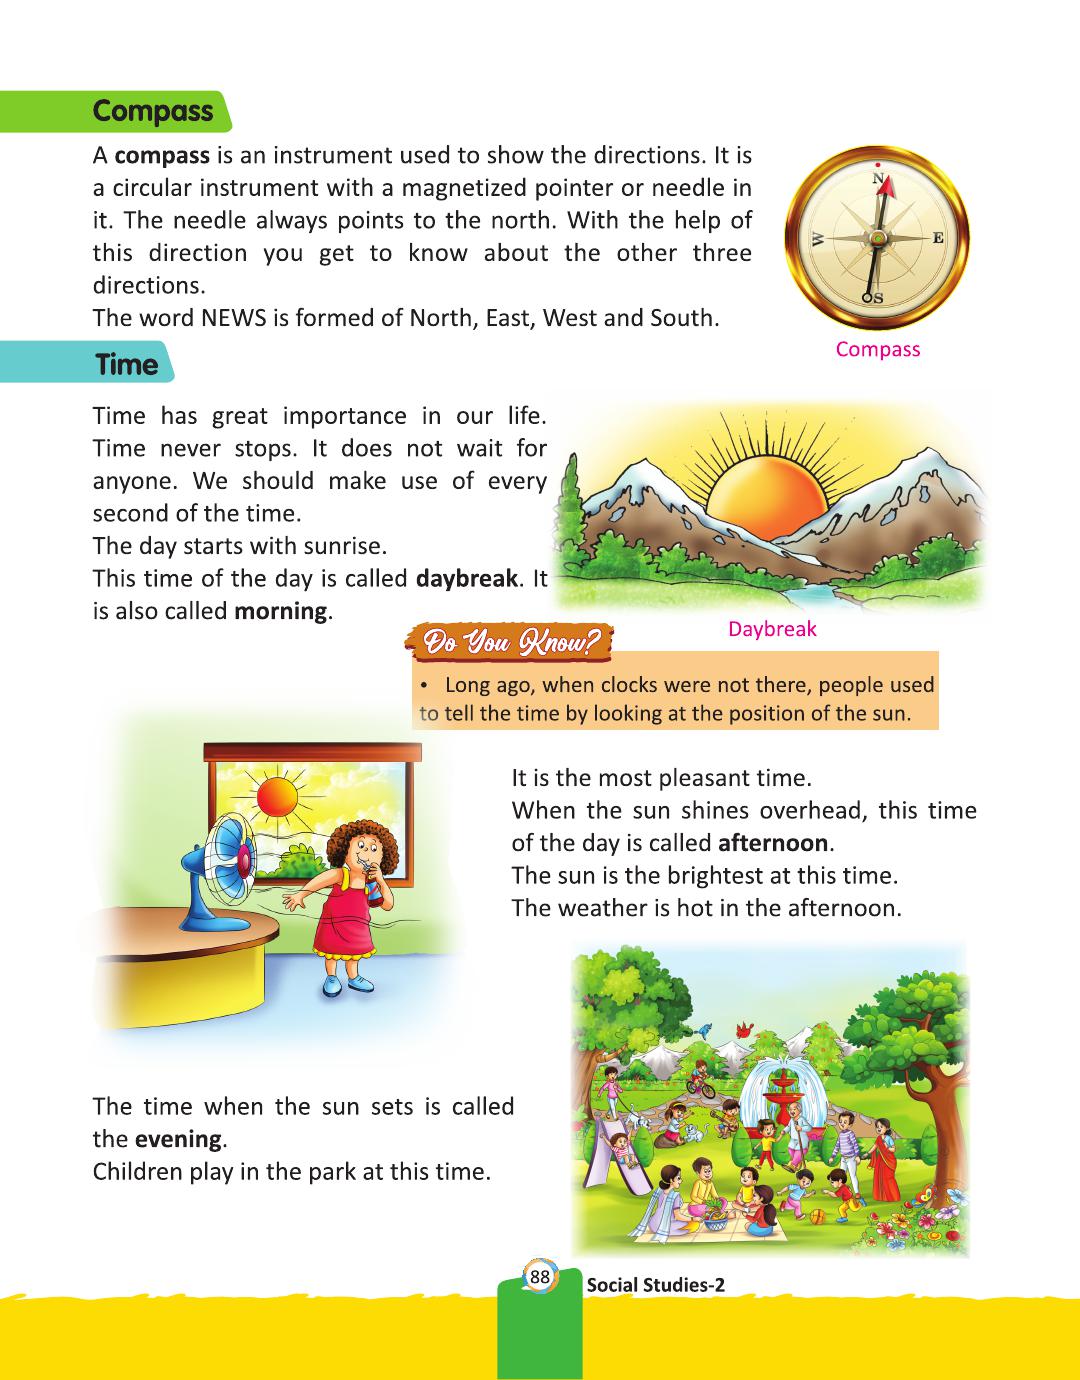 Compass
A compass is an instrument used to show the directions. It is
a circular instrument with a magnetized pointer or needle in
it. The needle always points to the north. With the help of
this direction you get to know about the other three
directions.
The word NEWS is formed of North, East, West and South.
N
W
E
S
Compass
Time
Time has great importance in our life.
Time never stops. It does not wait for
anyone. We should make use of every
second of the time.
The day starts with sunrise.
This time of the day is called daybreak. It
is also called morning.
Daybreak
Do You Know?
• Long ago, when clocks were not there, people used
to tell the time by looking at the position of the sun.
It is the most pleasant time.
When the sun shines overhead, this time
of the day is called afternoon.
The sun is the brightest at this time.
The weather is hot in the afternoon.
The time when the sun sets is called
the evening.
Children play in the park at this time.
88
Social Studies-2